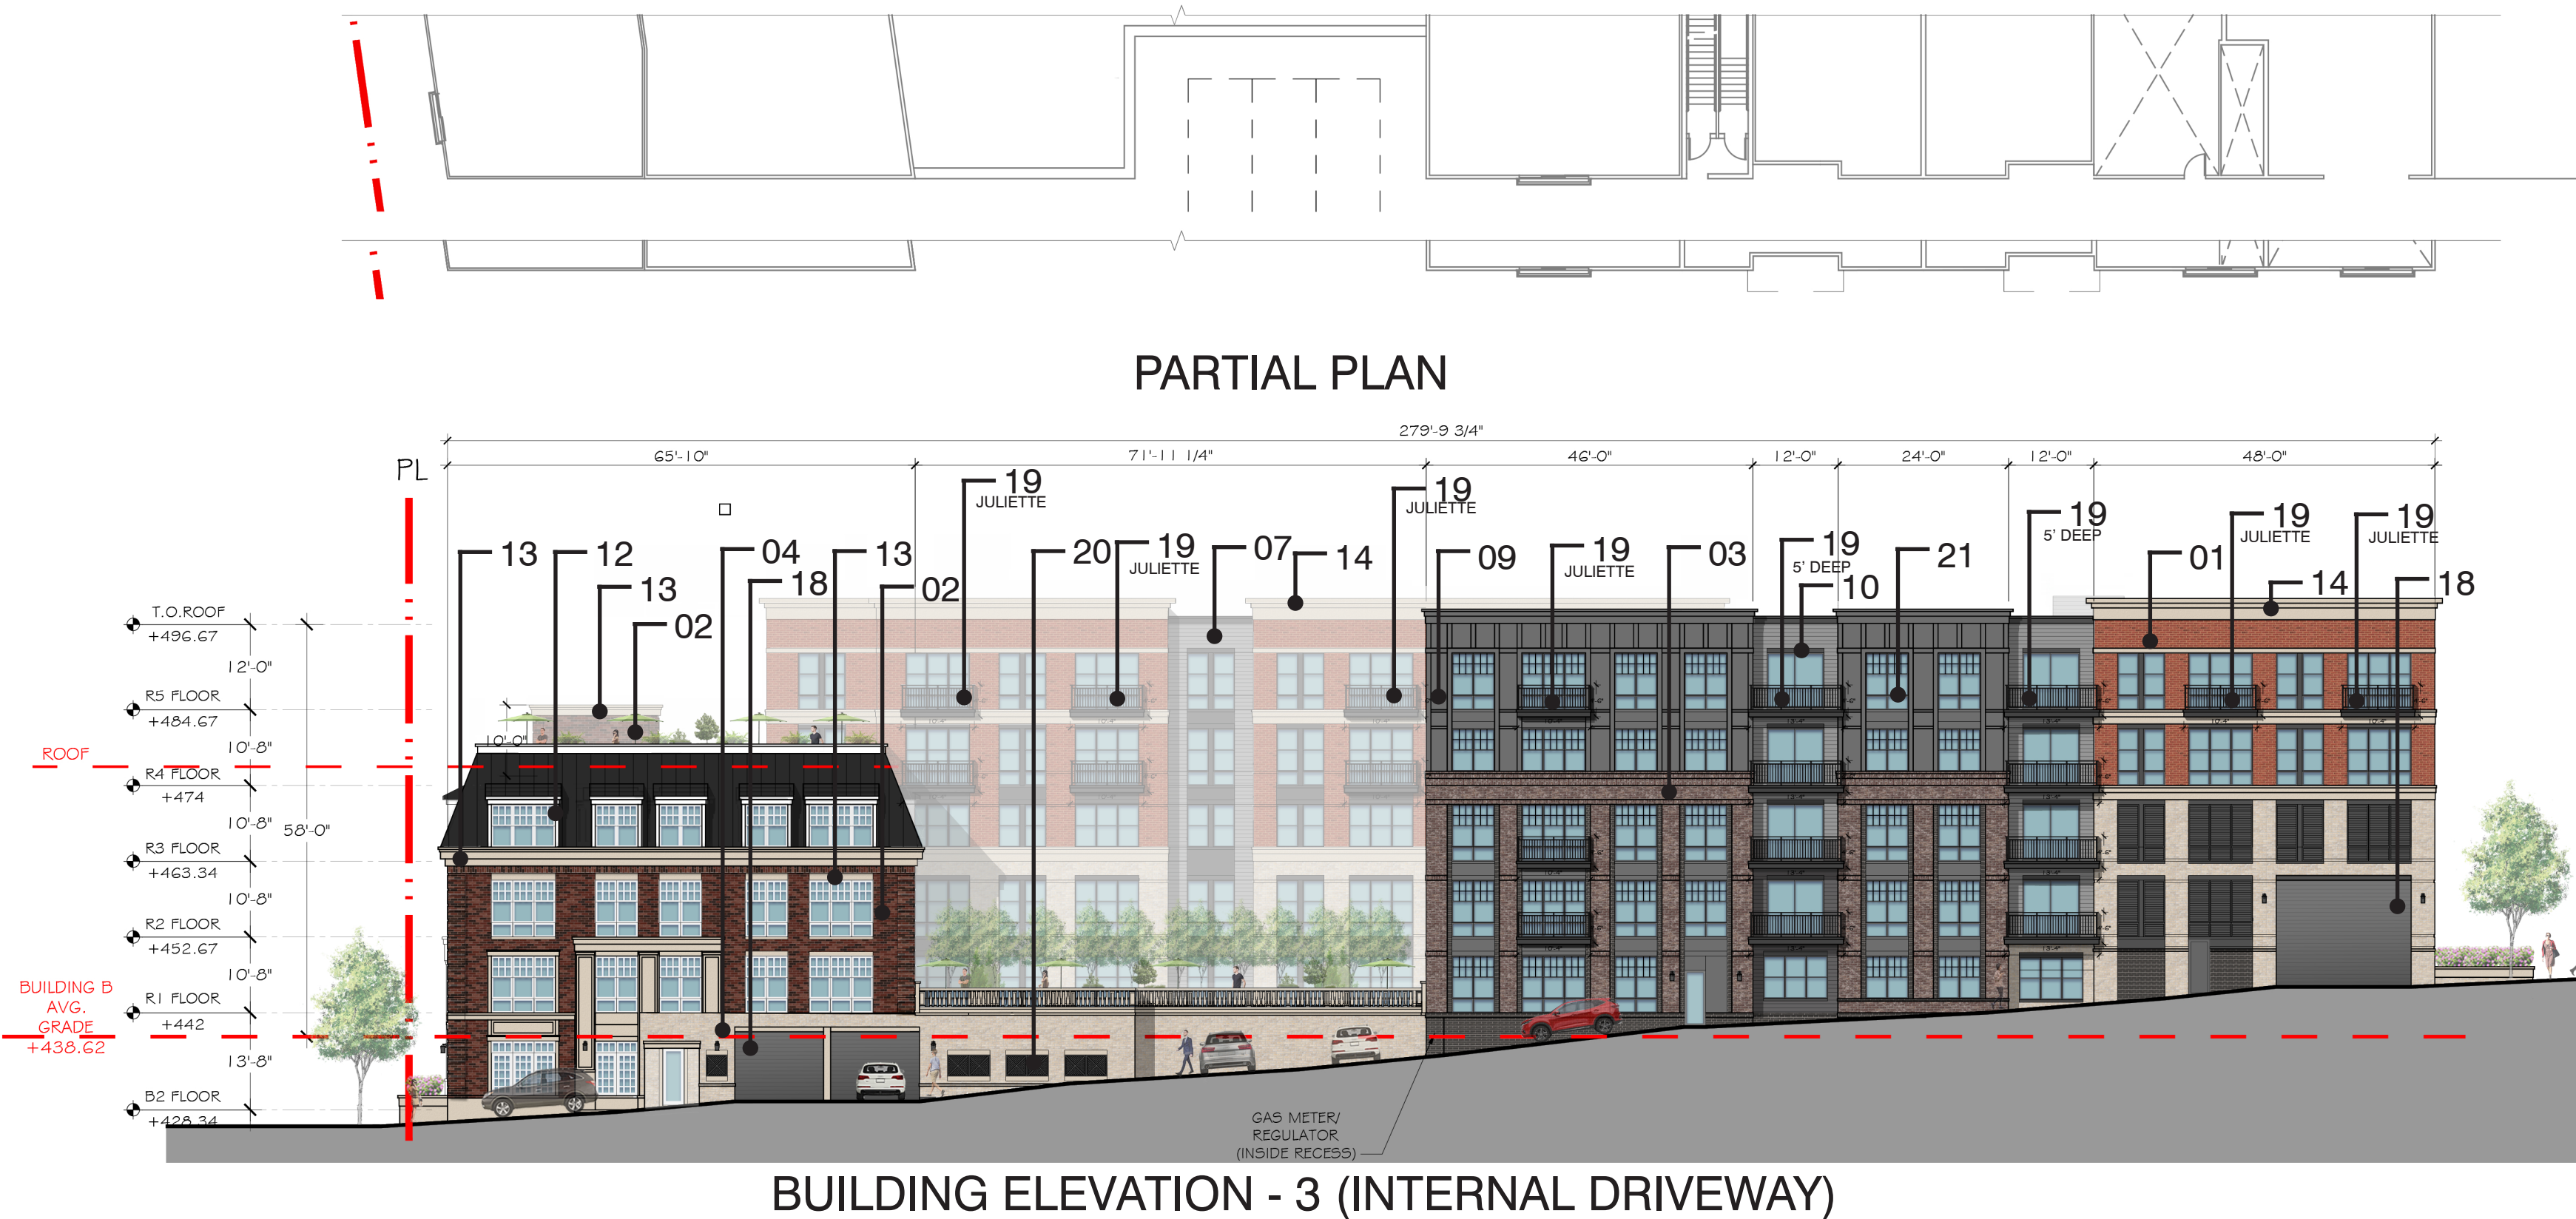 PARTIAL PLAN
279'-9 3/4"
65'-10"
71'-11 1/4"
46'-0"
12'-0"
24'-0"
12'-0"
48'-0"
PL
19
JULIETTE
19
JULIETTE
19
5' DEEP
19
JULIETTE
19
JULIETTE
13
12
04
13
20
19
JULIETTE
07
14
09
19
JULIETTE
03
19
5' DEEP
21
01
13
18
02
10
14
18
02
T.O.ROOF
+496.67
12'-0"
R5 FLOOR
+484.67
10'-0"
10'-8"
ROOF
R4 FLOOR
+474
10'-8"
58'-0"
R3 FLOOR
+463.34
10'-8"
R2 FLOOR
+452.67
10'-8"
BUILDING B
AVG.
GRADE
+438.62
R1 FLOOR
+442
13'-8"
B2 FLOOR
+428.34
GAS METER/
REGULATOR
(INSIDE RECESS)
BUILDING ELEVATION - 3 (INTERNAL DRIVEWAY)